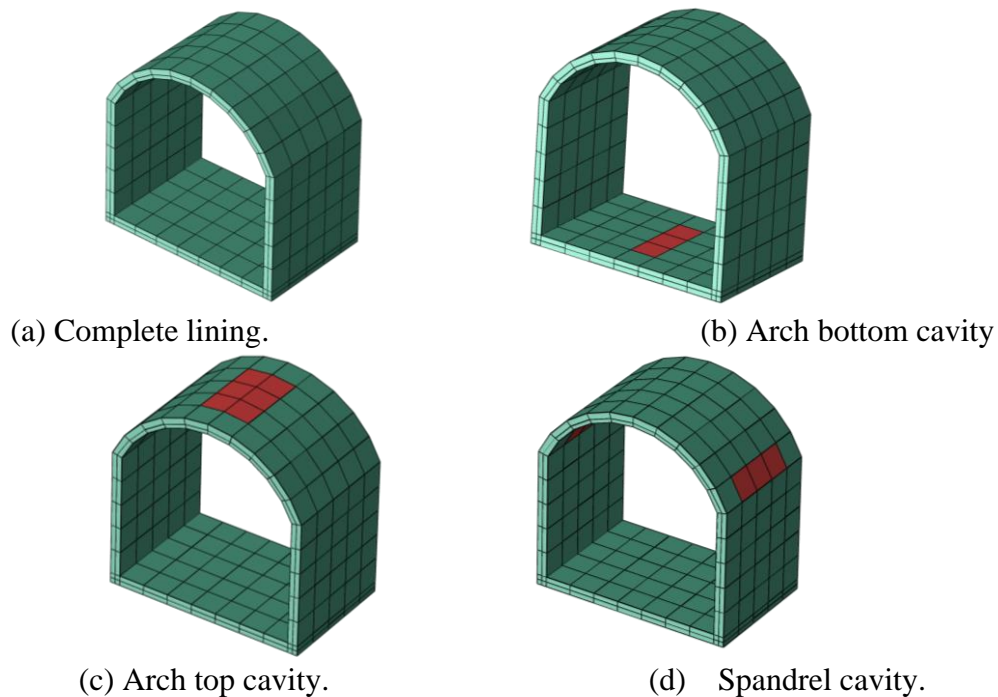 (a) Complete lining.
(b) Arch bottom cavity
(c) Arch top cavity.
(d) Spandrel cavity.